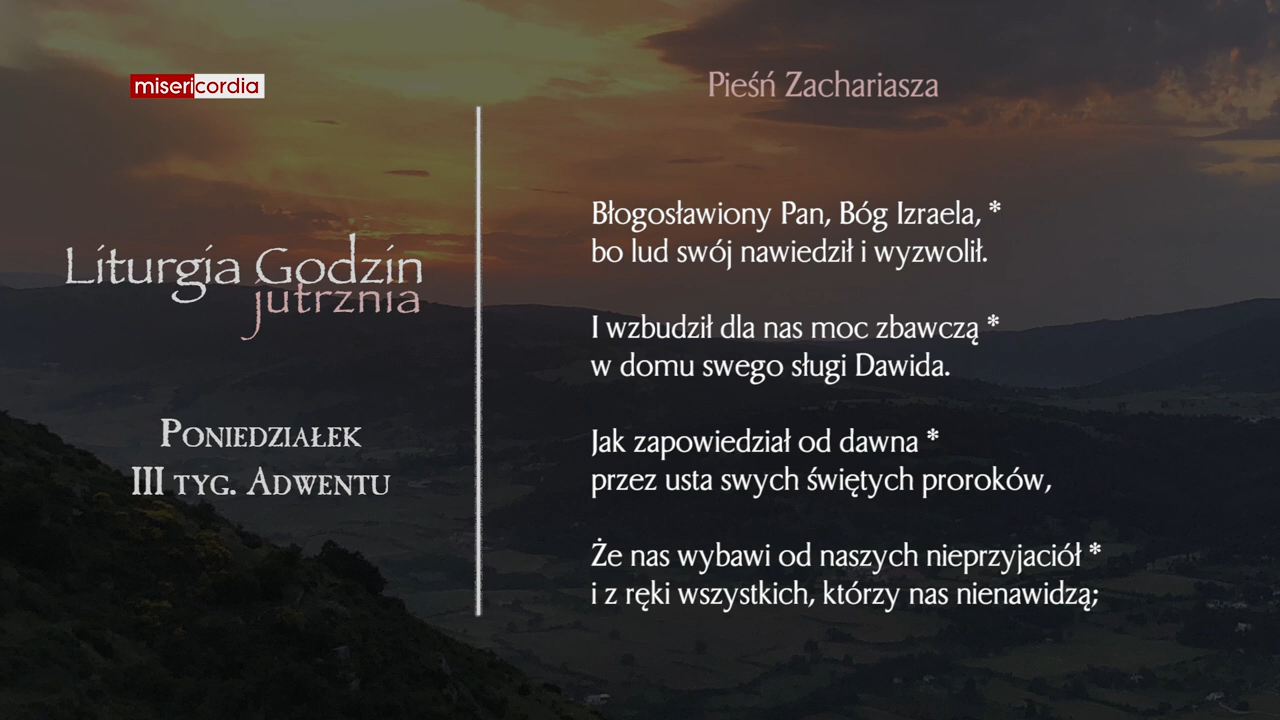 misericordia
Liturgia Godzin
jutrznia
Poniedziałek
III tyg. Adwentu
Pieśń Zachariasza
Błogosławiony Pan, Bóg Izraela, *
bo lud swój nawiedził i wyzwolił.
I wzbudził dla nas moc zbawczą *
w domu swego sługi Dawida.
Jak zapowiedział od dawna *
przez usta swych świętych proroków,
Że nas wybawi od naszych nieprzyjaciół *
i z ręki wszystkich, którzy nas nienawidzą;